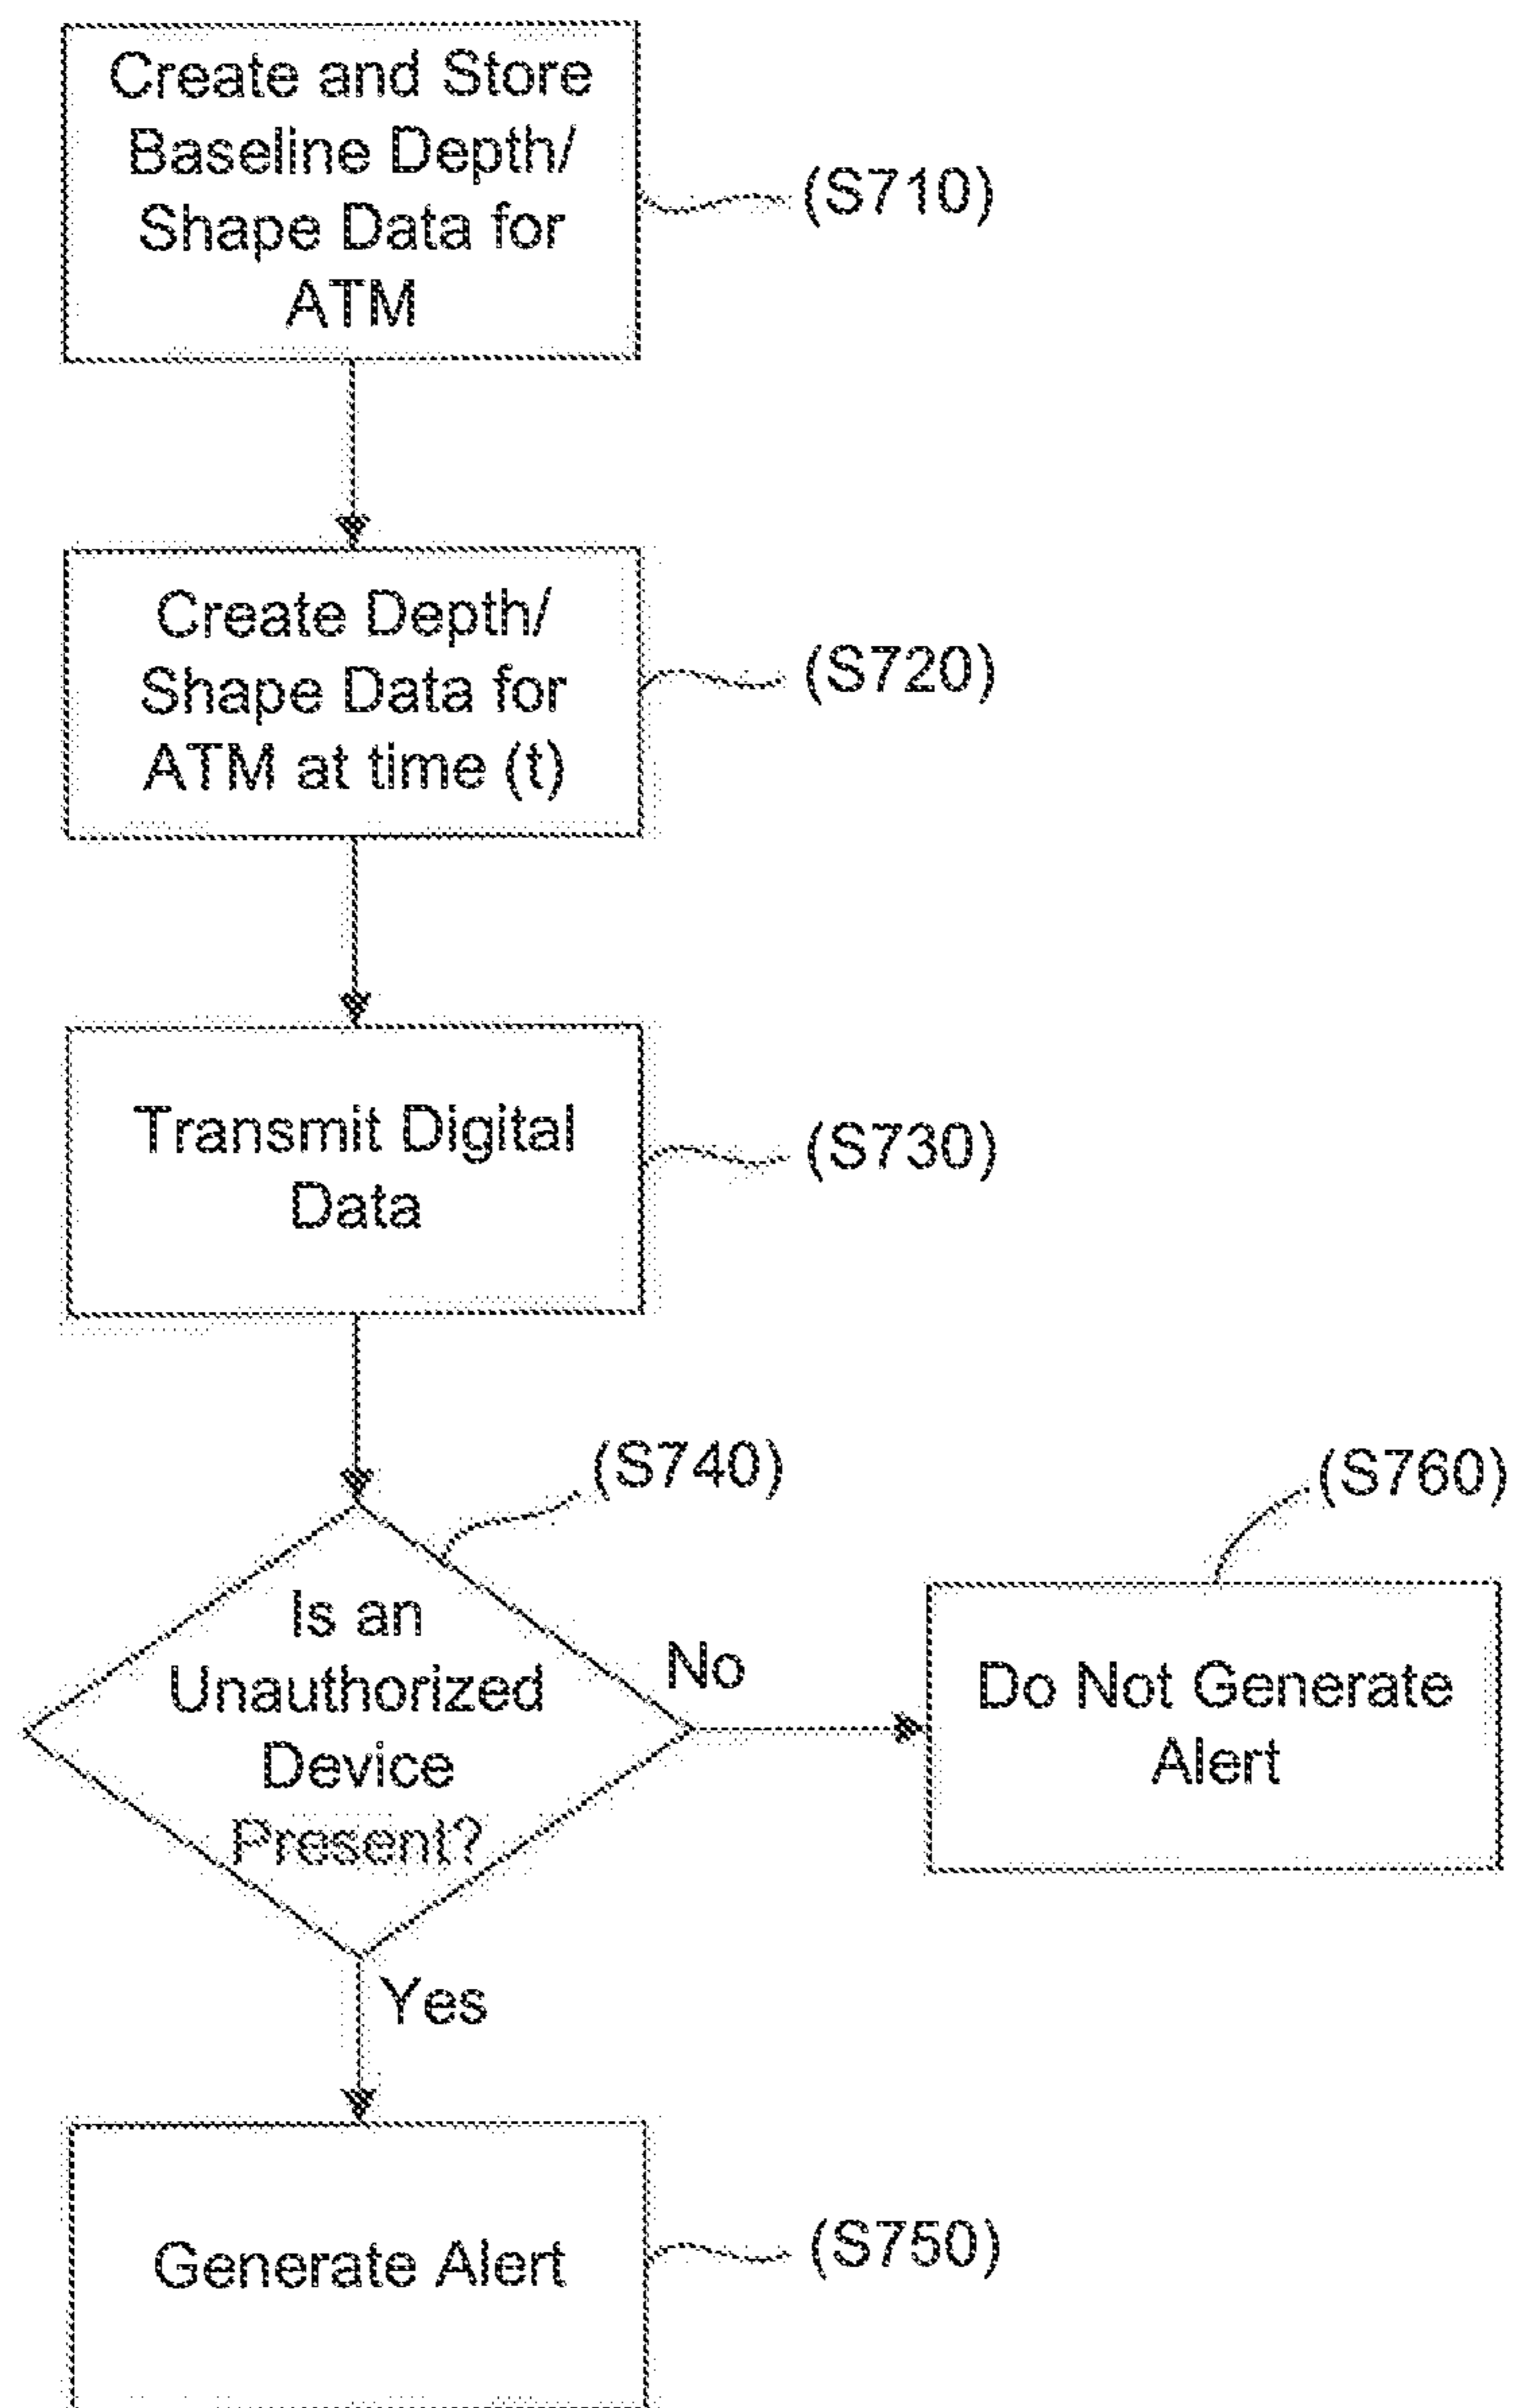 Create and Store
Baseline Depth/
Shape Data for
ATM
(S710)
Create Depth/
Shape Data for
ATM at time (t)
(S720)
Transmit Digital
Data
(S730)
(S740)
Is an
Unauthorized
Device
Present?
No
(S760)
Do Not Generate
Alert
Yes
Generate Alert
(S750)